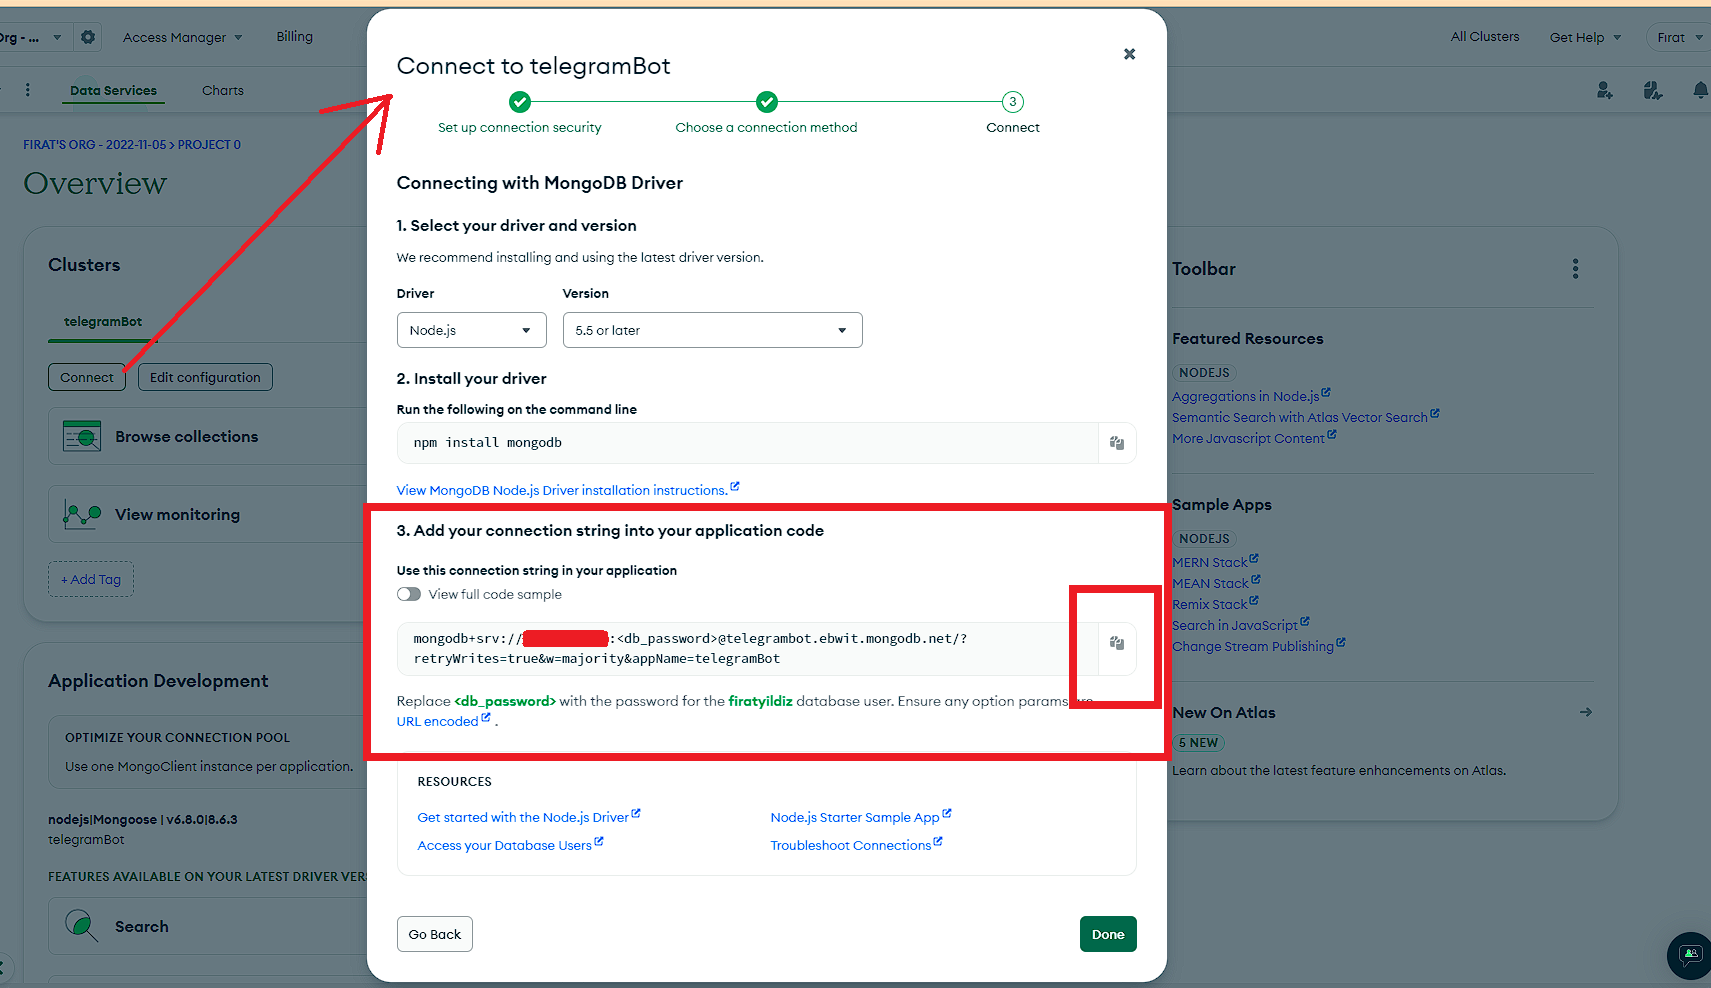 Org - ...
Access Manager
Billing
All Clusters
Get Help
Firat
Data Services
Charts
FIRAT'S ORG - 2022-11-05 > PROJECT 0
Overview
Clusters
telegramBot
Connect
Edit configuration
Browse collections
View monitoring
+ Add Tag
Application Development
OPTIMIZE YOUR CONNECTION POOL
Use one MongoClient instance per application.
nodejs|Mongoose | v6.8.0|8.6.3
telegramBot
FEATURES AVAILABLE ON YOUR LATEST DRIVER VER
Search
Connect to telegramBot
3
Set up connection security
Choose a connection method
Connect
Connecting with MongoDB Driver
1. Select your driver and version
We recommend installing and using the latest driver version.
Driver
Version
Node.js
5.5 or later
2. Install your driver
Run the following on the command line
npm install mongodb
View MongoDB Node.js Driver installation instructions.
3. Add your connection string into your application code
Use this connection string in your application
View full code sample
mongodb+srv:// :<db_password>@telegrambot.ebwit.mongodb.net/?
retryWrites=true&w=majority&appName=telegramBot
Replace <db_password> with the password for the firatyildiz database user. Ensure any option params are
URL encoded .
RESOURCES
Get started with the Node.js Driver
Node.js Starter Sample App
Access your Database Users
Troubleshoot Connections
Go Back
Done
Toolbar
Featured Resources
NODEJS
Aggregations in Node.js
Semantic Search with Atlas Vector Search
More Javascript Content
Sample Apps
NODEJS
MERN Stack
MEAN Stack
Remix Stack
Search in JavaScript
Change Stream Publishing
New On Atlas
5 NEW
Learn about the latest feature enhancements on Atlas.